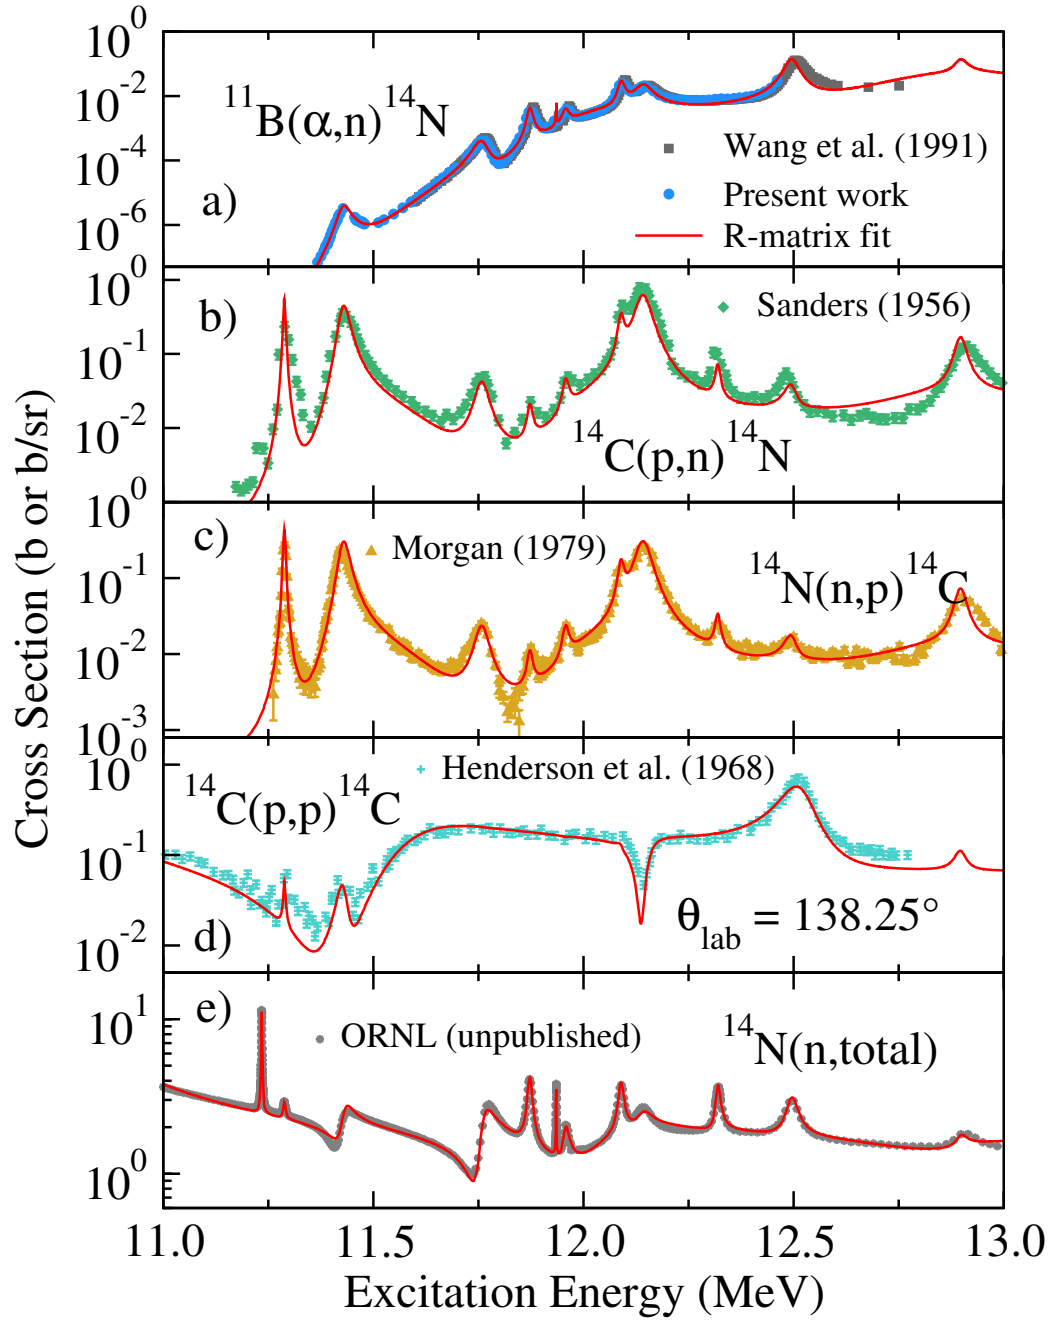 10^0
10^-2
10^-4
10^-6
^11B(α,n)^14N
Wang et al. (1991)
Present work
R-matrix fit
a)
0
10^0
10^-1
10^-2
b)
Sanders (1956)
^14C(p,n)^14N
10^0
10^0
10^-1
10^-2
10^-3
c)
Morgan (1979)
^14N(n,p)^14C
10^0
10^-1
10^-2
^14C(p,p)^14C
Henderson et al. (1968)
d)
θ_lab = 138.25°
10^1
10^0
e)
ORNL (unpublished)
^14N(n,total)
11.0 11.5 12.0 12.5 13.0
Excitation Energy (MeV)
Cross Section (b or b/sr)